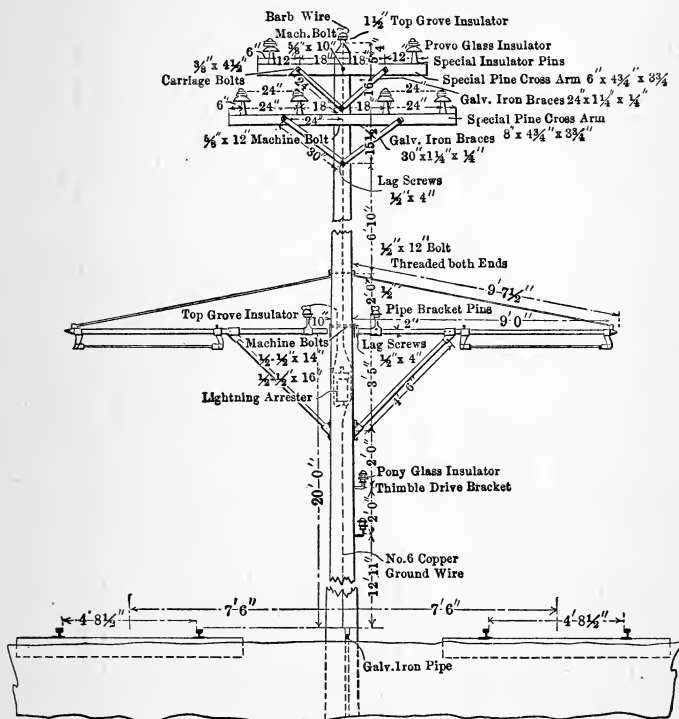 Barb Wire
Mach. Bolt
5/8" x 10"
1½" Top Grove Insulator
Provo Glass Insulator
Special Insulator Pins
6" 12" 18" 18" 5" 4" 12"
3/8" x 4½"
Carriage Bolts
Special Pine Cross Arm 6" x 4¾" x 3¾
24" 16"
Galv. Iron Braces 24" x 1¼" x ¼"
24" 24
6" 24" 18" 18" 24"
Special Pine Cross Arm
8" x 4¾" x 3¾"
24"
5/8" x 12" Machine Bolt
30"
15½"
Galv. Iron Braces
30" x 1¼" x ¼"
Lag Screws
½" x 4"
6'-10"
½" x 12" Bolt
Threaded both Ends
9'-7½"
2'-0"
½"
Top Grove Insulator
Pipe Bracket Pins
9'0"
10"
2"
Machine Bolts
½-½" x 14"
½-½" x 16"
Lag Screws
½" x 4"
Lightning Arrester
3'-5"
4'-6"
2'-0"
Pony Glass Insulator
Thimble Drive Bracket
20'-0"
2'-0"
No.6 Copper
Ground Wire
12'-11"
7'6" 7'6"
4'-8½" 4'-8½"
Galv. Iron Pipe